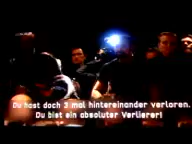 Du hast doch 3 mal hintereinander verloren.
Du bist ein absoluter Verlierer!